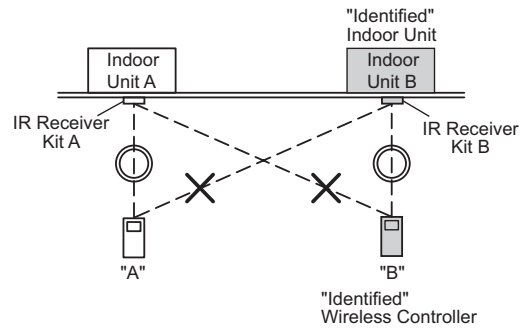 "Identified"
Indoor Unit
Indoor
Unit A
Indoor
Unit B
IR Receiver
Kit A
IR Receiver
Kit B
"A"
"B"
"Identified"
Wireless Controller